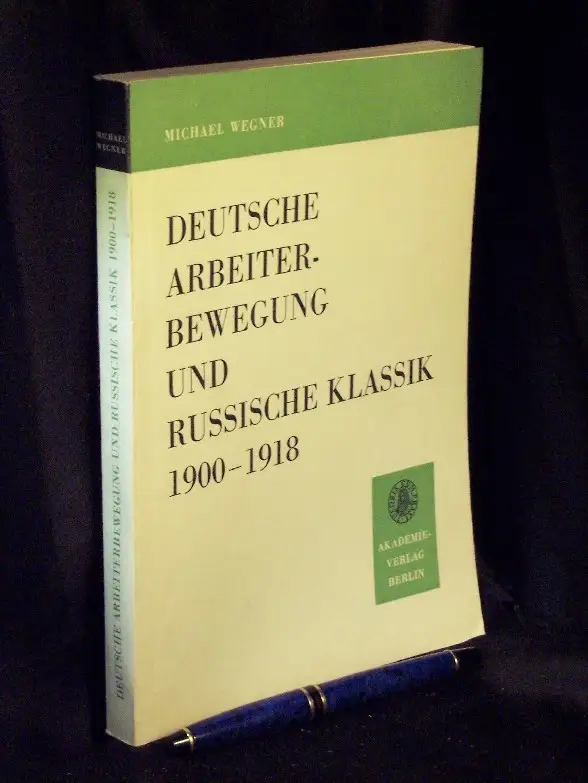 MICHAEL WEGNER
DEUTSCHE
ARBEITER-
BEWEGUNG
UND
RUSSISCHE KLASSIK
1900-1918
AKADEMIE-
VERLAG
BERLIN
MICHAEL
WEGNER
DEUTSCHE ARBEITERBEWEGUNG UND RUSSISCHE KLASSIK 1900-1918